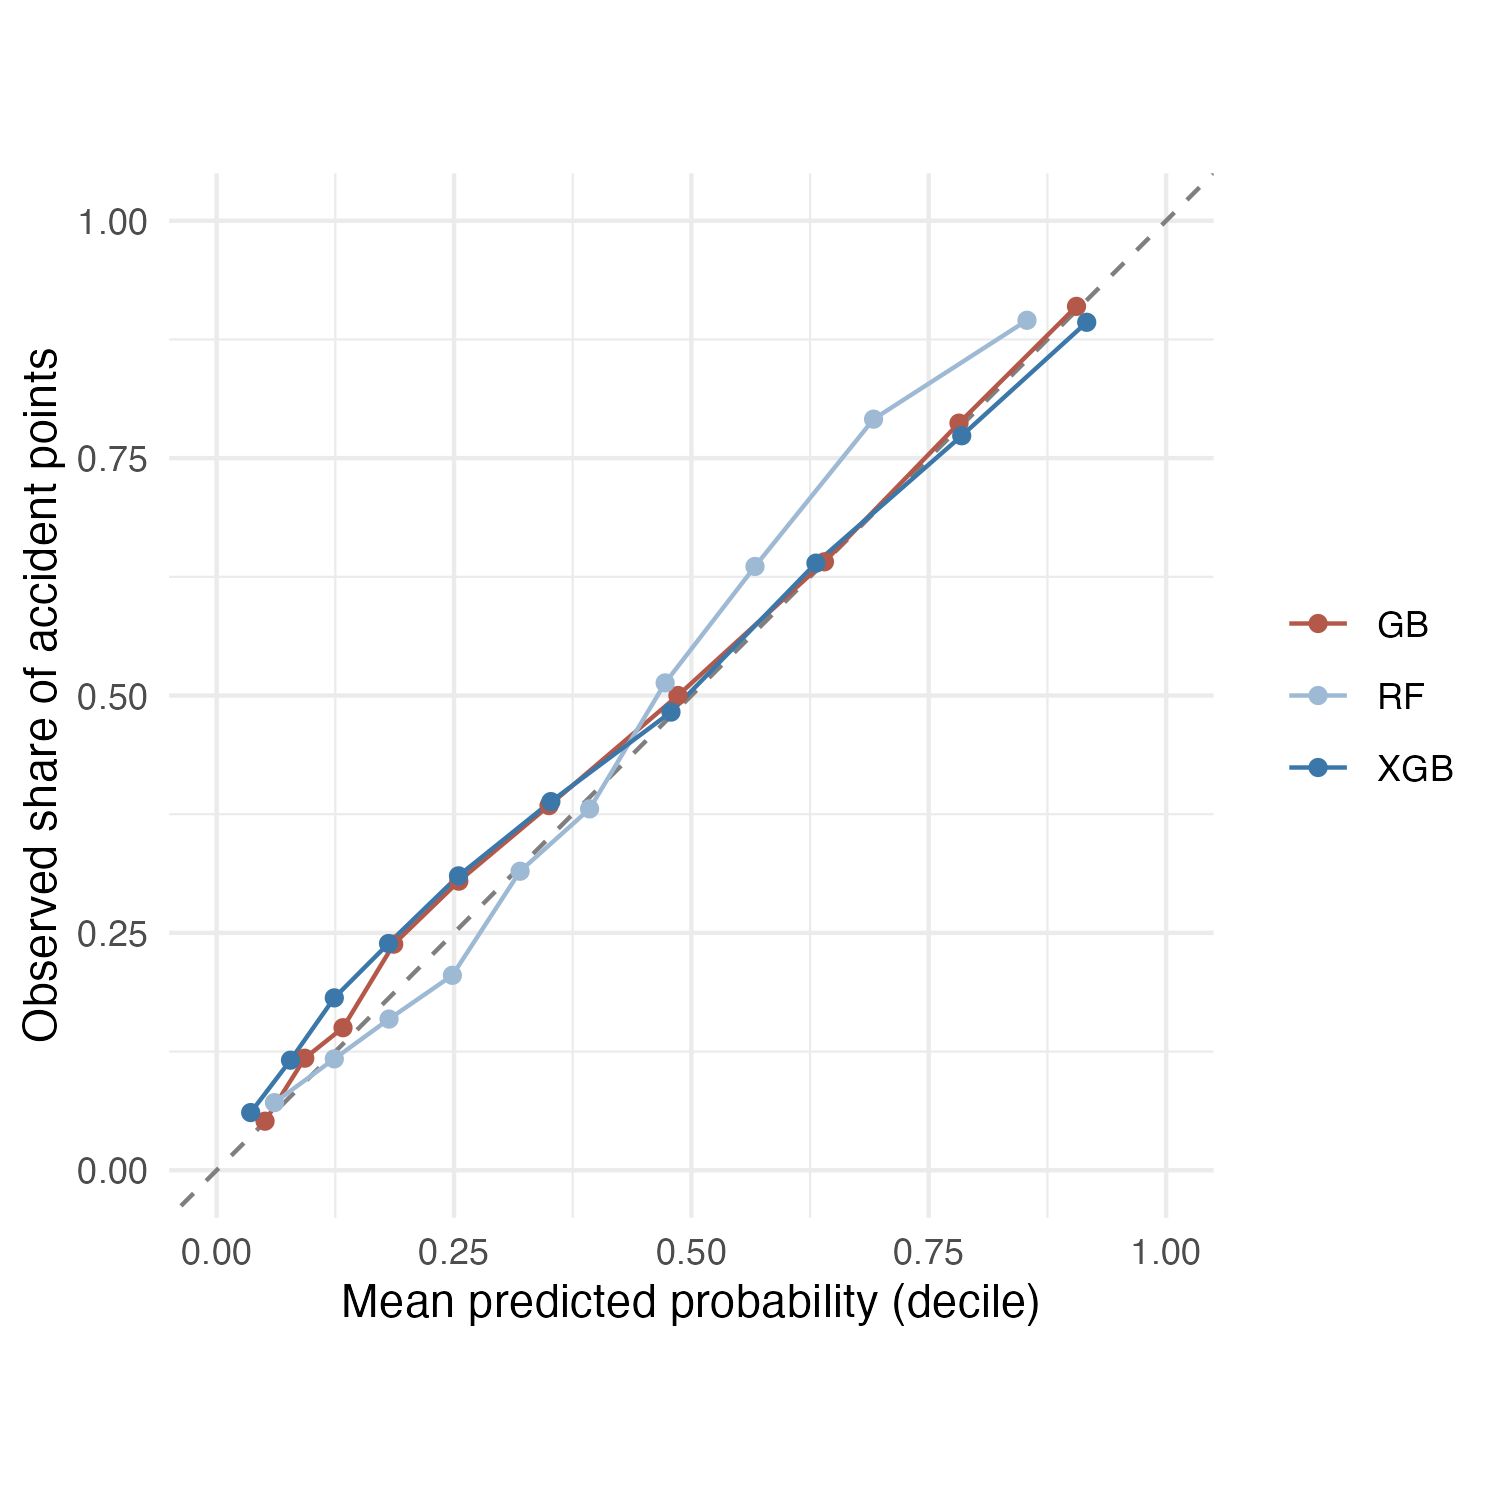 Observed share of accident points
1.00
0.75
0.50
0.25
0.00
0.00 0.25 0.50 0.75 1.00
Mean predicted probability (decile)
GB
RF
XGB